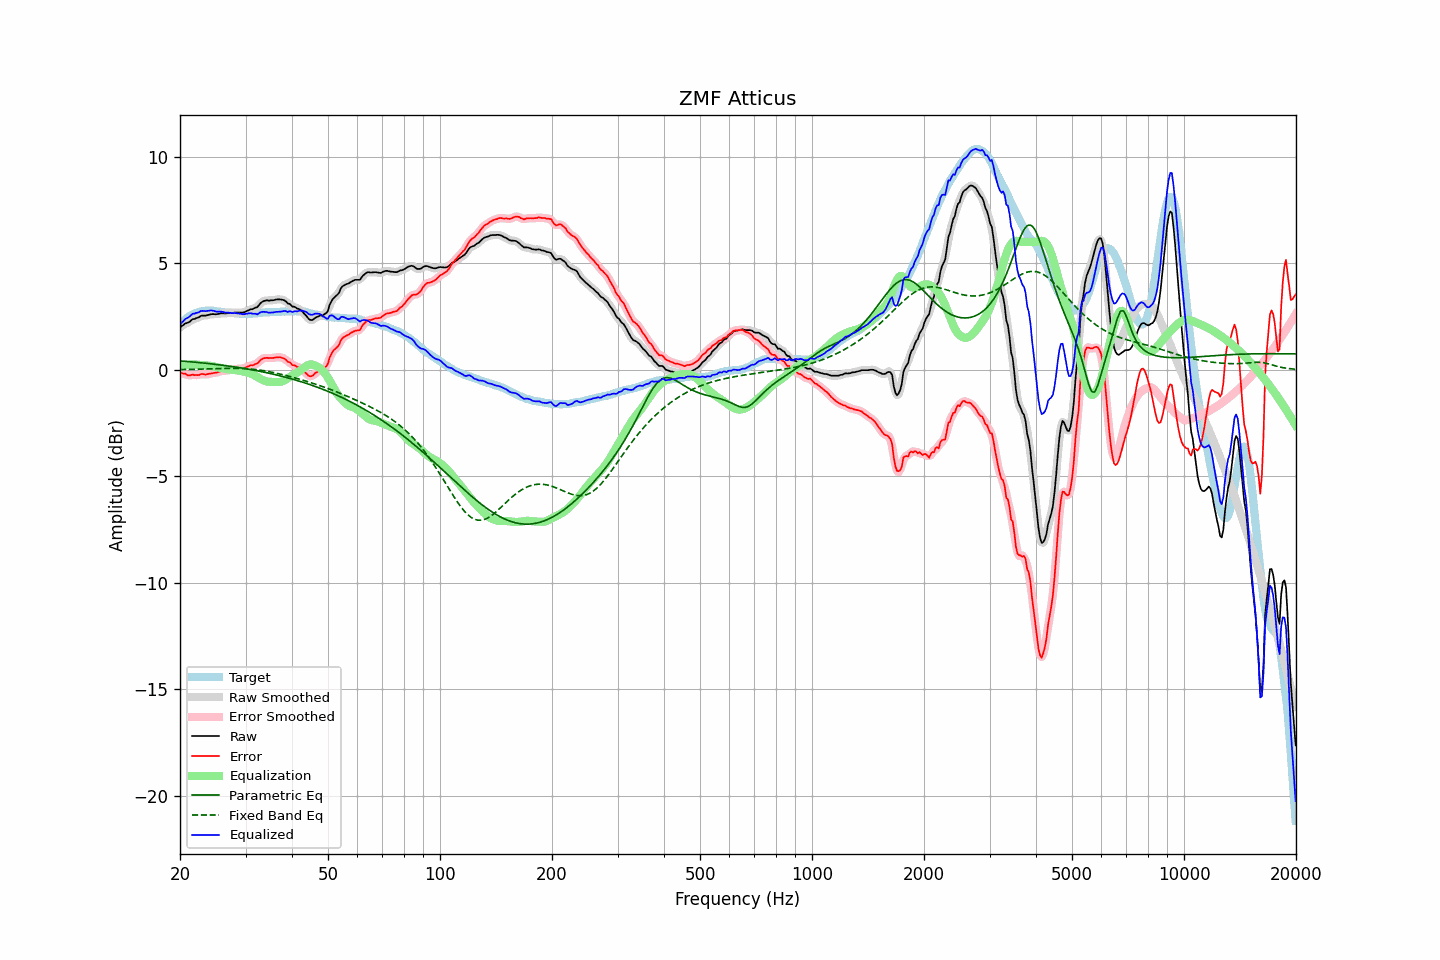 ZMF Atticus
Amplitude (dBr)
10
5
0
−5
−10
−15
−20
Target
Raw Smoothed
Error Smoothed
Raw
Error
Equalization
Parametric Eq
Fixed Band Eq
Equalized
20 50 100 200 500 1000 2000 5000 10000 20000
Frequency (Hz)